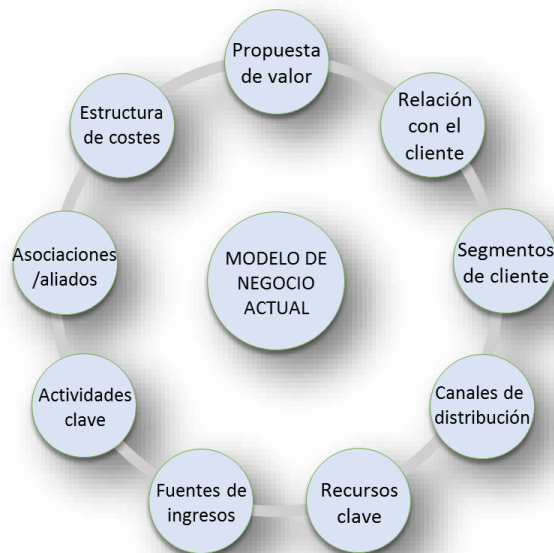 Propuesta
de valor
Relación
con el
cliente
Segmentos
de cliente
Canales de
distribución
Recursos
clave
Fuentes de
ingresos
Actividades
clave
Asociaciones
/aliados
Estructura
de costes
MODELO DE
NEGOCIO
ACTUAL